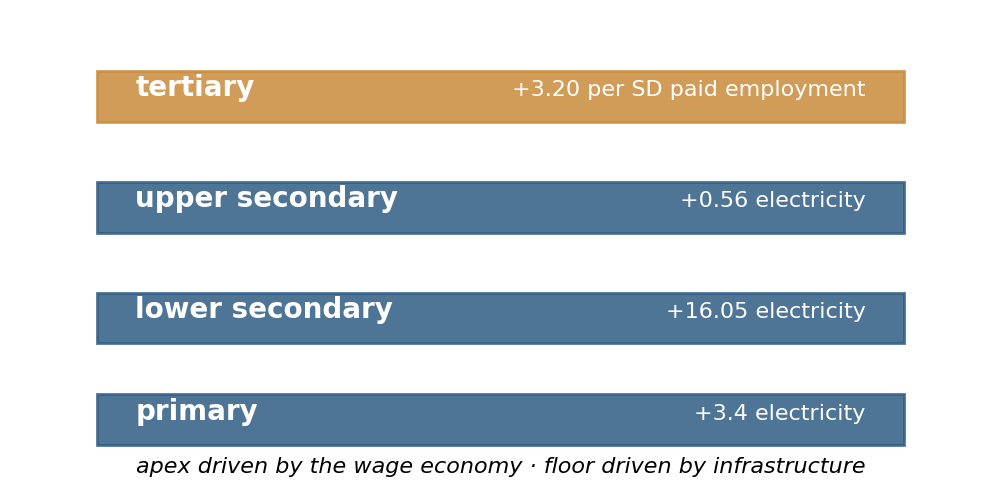 tertiary +3.20 per SD paid employment
upper secondary +0.56 electricity
lower secondary +16.05 electricity
primary +3.4 electricity
apex driven by the wage economy · floor driven by infrastructure